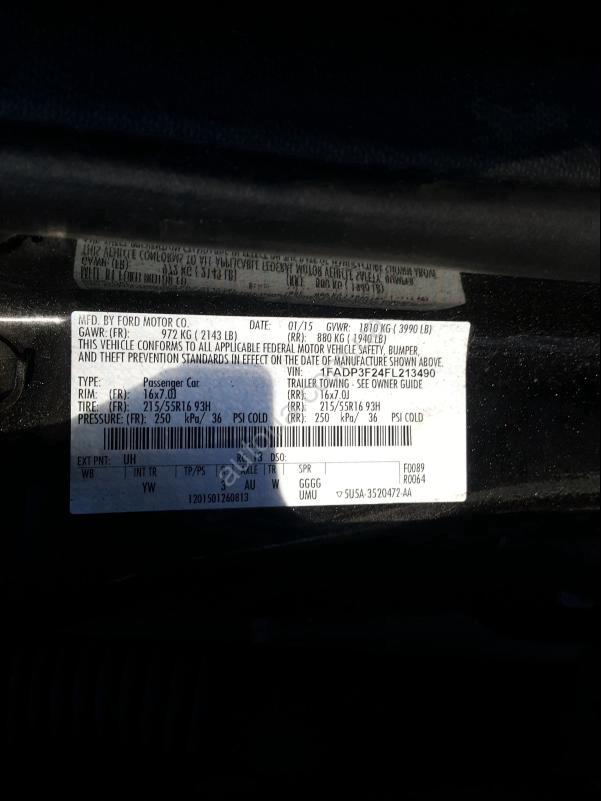 MFD. BY FORD MOTOR CO. DATE: 01/15 GVWR: 1810 KG ( 3990 LB)
GAWR: (FR): 972 KG ( 2143 LB) (RR): 880 KG ( 1940 LB)
THIS VEHICLE CONFORMS TO ALL APPLICABLE FEDERAL MOTOR VEHICLE SAFETY, BUMPER,
AND THEFT PREVENTION STANDARDS IN EFFECT ON THE DATE OF MANUFACTURE SHOWN ABOVE.
VIN: 1FADP3F24FL213490
TYPE: Passenger Car TRAILER TOWING - SEE OWNER GUIDE
RIM: (FR): 16x7.0J (RR): 16x7.0J
TIRE: (FR): 215/55R16 93H (RR): 215/55R16 93H
PRESSURE: (FR): 250 kPa/ 36 PSI COLD (RR): 250 kPa/ 36 PSI COLD
EXT PNT: UH RC: 13 DSO:
WB INT TR TP/PS R AXLE TR SPR F0089
YW 3 AU W GGGG R0064
1201501260813 UMU 5U5A-3520472-AA